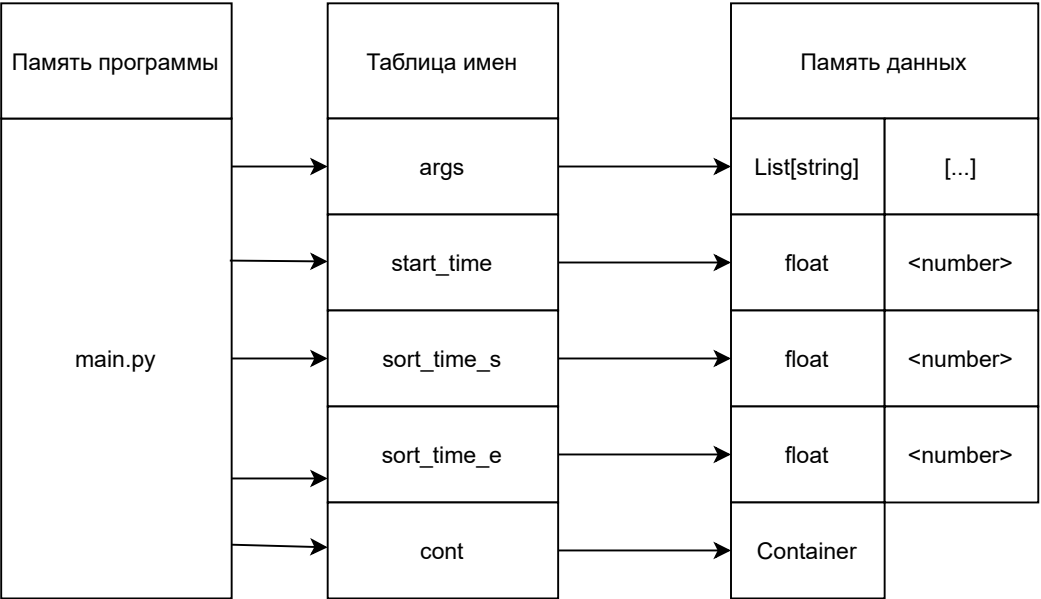 Память программы
Таблица имен
Память данных
main.py
args
List[string]
[...]
start_time
float
<number>
sort_time_s
float
<number>
sort_time_e
float
<number>
cont
Container